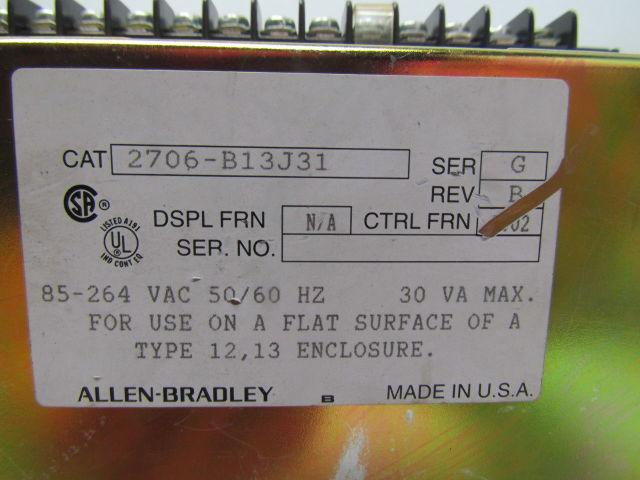 CAT 2706-B13J31 SER G
REV B
SA ®
LISTED A191
UL ®
IND CONT EQ
DSPL FRN N/A CTRL FRN
SER. NO.
85-264 VAC 50/60 HZ 30 VA MAX.
FOR USE ON A FLAT SURFACE OF A
TYPE 12,13 ENCLOSURE.
ALLEN-BRADLEY B MADE IN U.S.A.